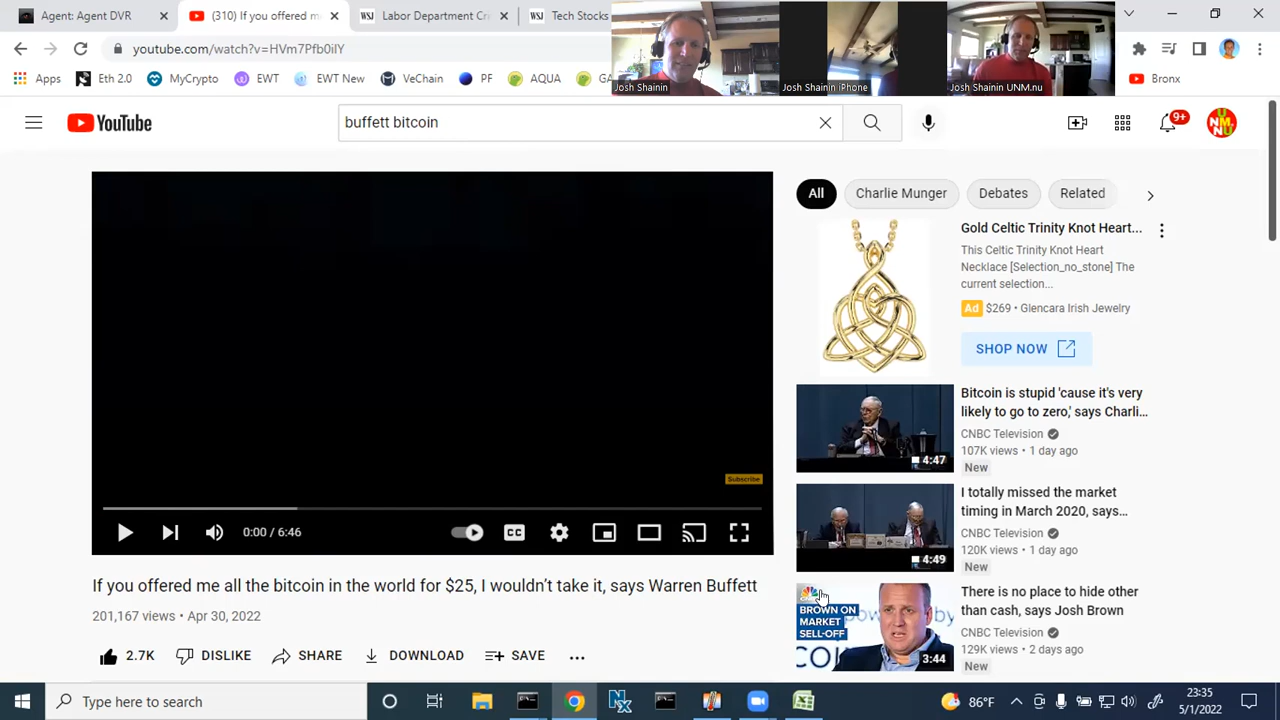 Agent: Agent DVR
(310) If you offered m
Labor Department Cr
Tech Stocks
Josh Shainin
Josh Shainin iPhone
Josh Shainin UNM.nu
youtube.com/watch?v=HVm7Pfb0iIY
Apps
Eth 2.0
MyCrypto
EWT
EWT New
VeChain
PF
AQUA
GA
Bronx
YouTube
buffett bitcoin
9+
All
Charlie Munger
Debates
Related
Gold Celtic Trinity Knot Heart...
This Celtic Trinity Knot Heart
Necklace [Selection_no_stone] The
current selection...
Ad $269 • Glencara Irish Jewelry
SHOP NOW
Bitcoin is stupid 'cause it's very
likely to go to zero,' says Charli...
CNBC Television
107K views • 1 day ago
New
4:47
I totally missed the market
timing in March 2020, says...
CNBC Television
120K views • 1 day ago
New
4:49
There is no place to hide other
than cash, says Josh Brown
CNBC Television
129K views • 2 days ago
New
BROWN ON
MARKET
SELL-OFF
3:44
Subscribe
0:00 / 6:46
CC
If you offered me all the bitcoin in the world for $25, I wouldn't take it, says Warren Buffett
201,167 views • Apr 30, 2022
2.7K
DISLIKE
SHARE
DOWNLOAD
SAVE
Type here to search
86°F
23:35
5/1/2022